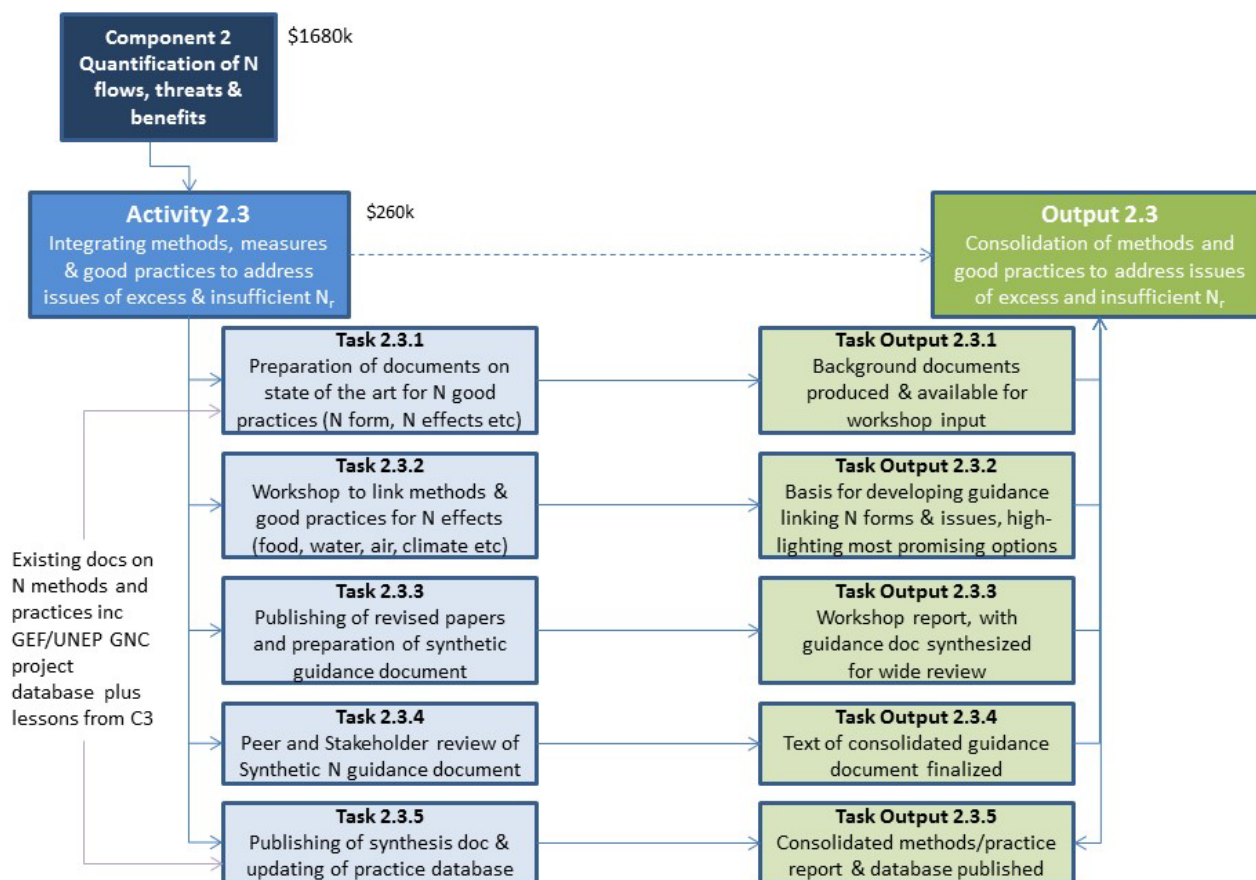 Component 2
Quantification of N
flows, threats &
benefits
$1680k
Activity 2.3
Integrating methods, measures
& good practices to address
issues of excess & insufficient Nr
$260k
Output 2.3
Consolidation of methods and
good practices to address issues
of excess and insufficient Nr
Task 2.3.1
Preparation of documents on
state of the art for N good
practices (N form, N effects etc)
Task Output 2.3.1
Background documents
produced & available for
workshop input
Task 2.3.2
Workshop to link methods &
good practices for N effects
(food, water, air, climate etc)
Task Output 2.3.2
Basis for developing guidance
linking N forms & issues, high-
lighting most promising options
Existing docs on
N methods and
practices inc
GEF/UNEP GNC
project
database plus
lessons from C3
Task 2.3.3
Publishing of revised papers
and preparation of synthetic
guidance document
Task Output 2.3.3
Workshop report, with
guidance doc synthesized
for wide review
Task 2.3.4
Peer and Stakeholder review of
Synthetic N guidance document
Task Output 2.3.4
Text of consolidated guidance
document finalized
Task 2.3.5
Publishing of synthesis doc &
updating of practice database
Task Output 2.3.5
Consolidated methods/practice
report & database published